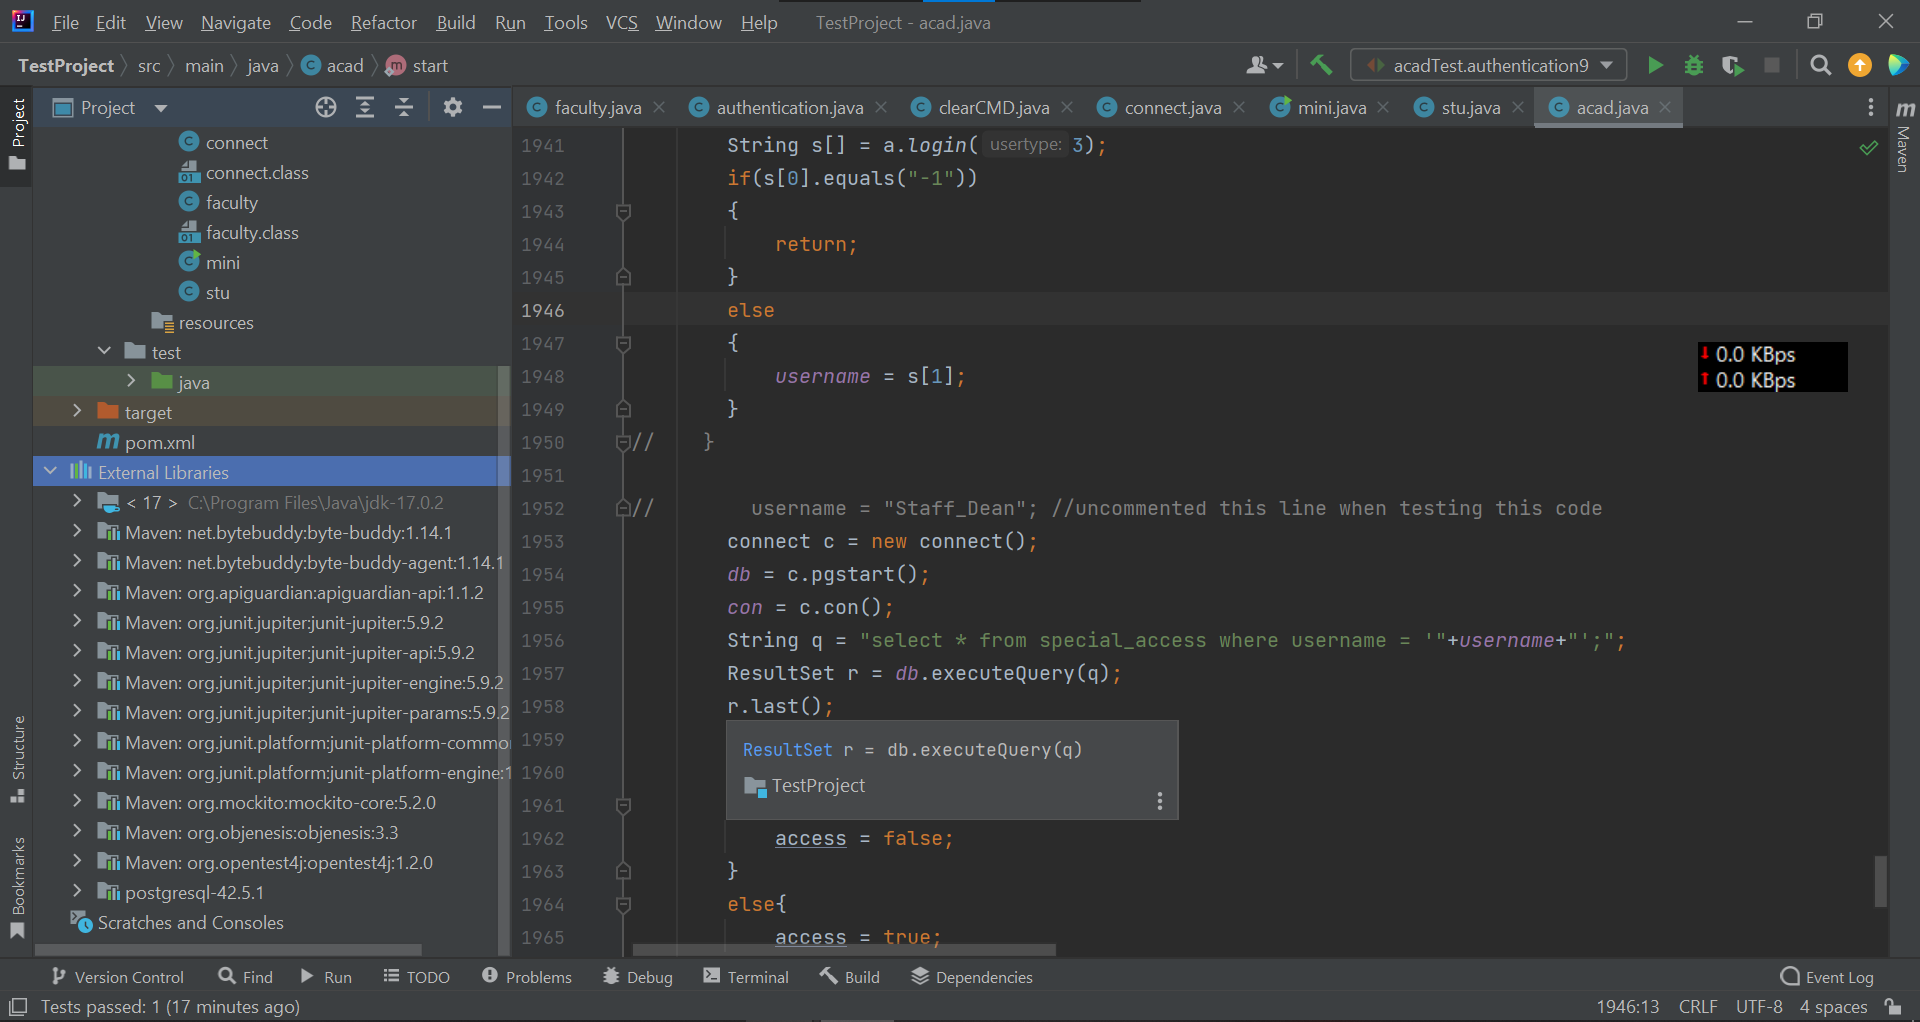 File Edit View Navigate Code Refactor Build Run Tools VCS Window Help TestProject - acad.java
TestProject src main java acad start
acadTest.authentication9
Project
faculty.java authentication.java clearCMD.java connect.java mini.java stu.java acad.java
Project
Structure
Bookmarks
connect
connect.class
faculty
faculty.class
mini
stu
resources
test
java
target
pom.xml
External Libraries
< 17 > C:\Program Files\Java\jdk-17.0.2
Maven: net.bytebuddy:byte-buddy:1.14.1
Maven: net.bytebuddy:byte-buddy-agent:1.14.1
Maven: org.apiguardian:apiguardian-api:1.1.2
Maven: org.junit.jupiter:junit-jupiter:5.9.2
Maven: org.junit.jupiter:junit-jupiter-api:5.9.2
Maven: org.junit.jupiter:junit-jupiter-engine:5.9.2
Maven: org.junit.jupiter:junit-jupiter-params:5.9.2
Maven: org.junit.platform:junit-platform-commo
Maven: org.junit.platform:junit-platform-engine:1
Maven: org.mockito:mockito-core:5.2.0
Maven: org.objenesis:objenesis:3.3
Maven: org.opentest4j:opentest4j:1.2.0
postgresql-42.5.1
Scratches and Consoles
1941 String s[] = a.login( usertype: 3);
1942 if(s[0].equals("-1"))
1943 {
1944 return;
1945 }
1946 else
1947 {
1948 username = s[1];
1949 }
1950 // }
1951
1952 // username = "Staff_Dean"; //uncommented this line when testing this code
1953 connect c = new connect();
1954 db = c.pgstart();
1955 con = c.con();
1956 String q = "select * from special_access where username = '"+username+"';";
1957 ResultSet r = db.executeQuery(q);
1958 r.last();
1959
1960
1961
1962 access = false;
1963 }
1964 else{
1965 access = true;
ResultSet r = db.executeQuery(q)
TestProject
0.0 KBps
0.0 KBps
m
Maven
Version Control Find Run TODO Problems Debug Terminal Build Dependencies Event Log
Tests passed: 1 (17 minutes ago) 1946:13 CRLF UTF-8 4 spaces